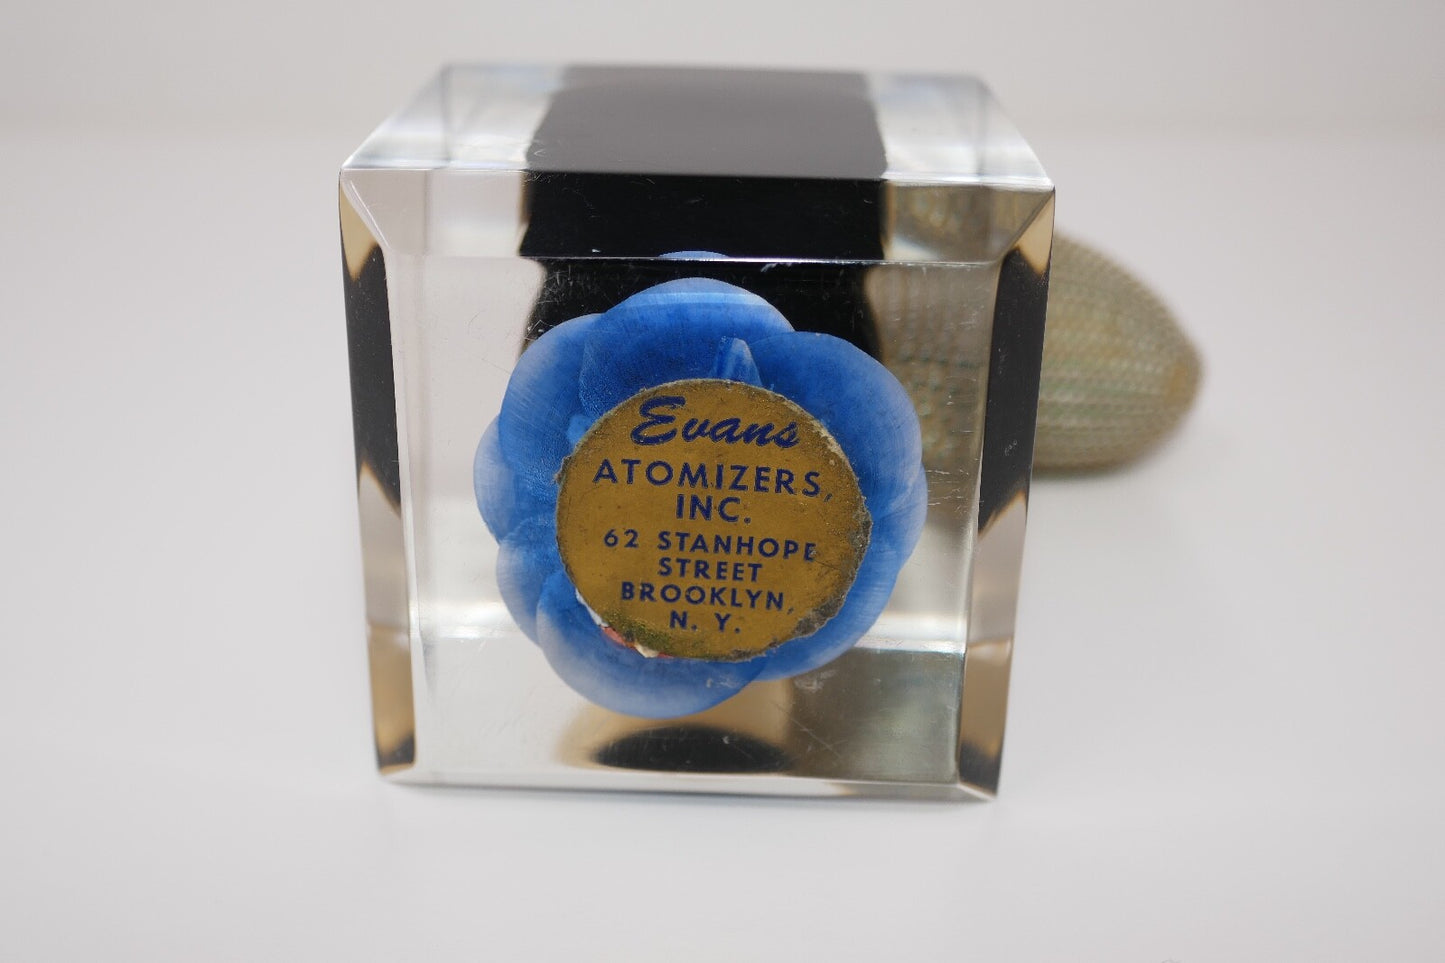 Evans
ATOMIZERS,
INC.
62 STANHOPE
STREET
BROOKLYN,
N. Y.